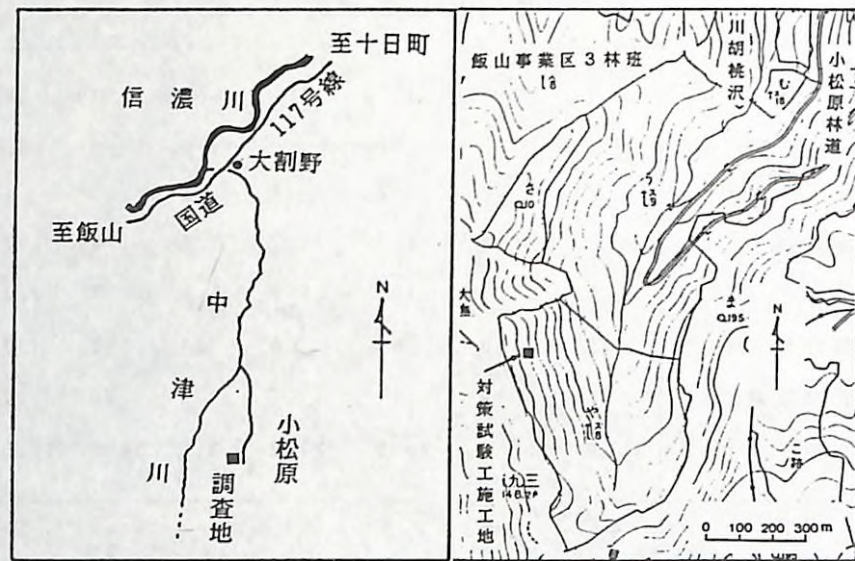 至十日町
信濃川
117号線
大割野
国道
至飯山
N
中津川
小松原
調査地
飯山事業区3林班
川胡桃沢
小松原林道
N
対策試験工施工地
0 100 200 300 m